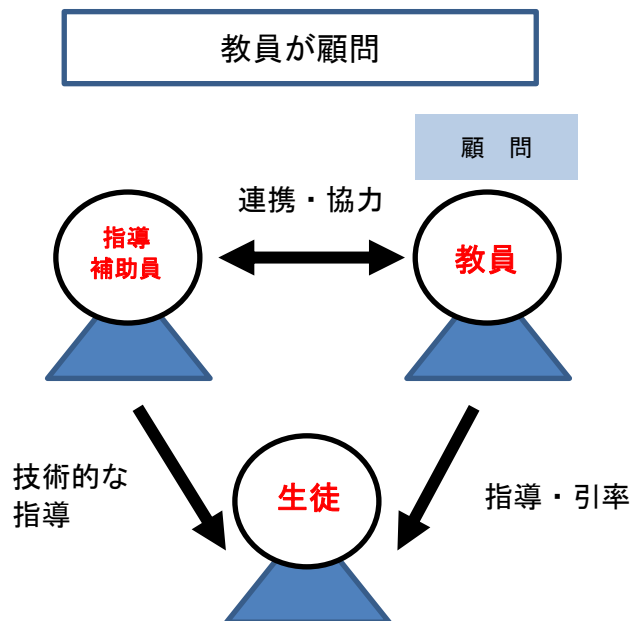 教員が顧問
顧　問
連携・協力
指導
補助員
教員
技術的な
指導
生徒
指導・引率